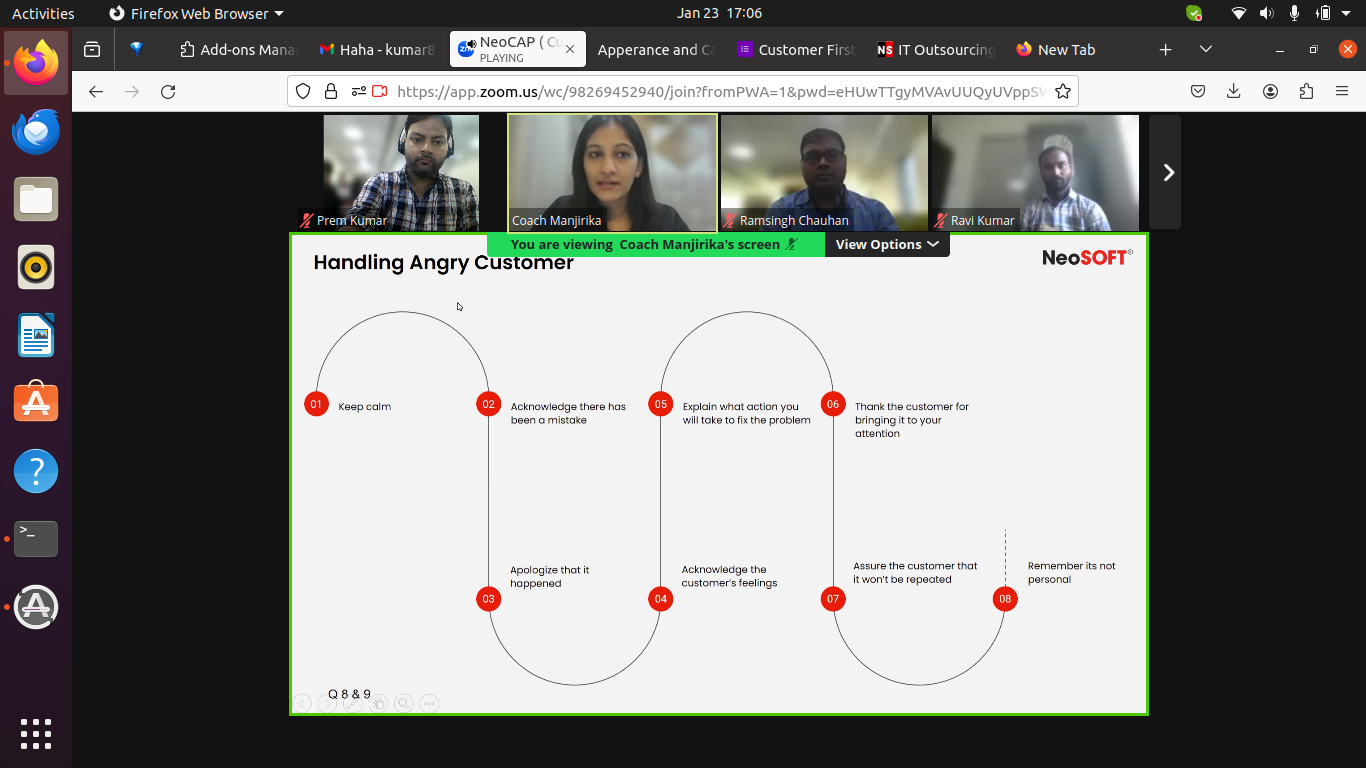 Activities
Firefox Web Browser
Jan 23 17:06
NeoCAP ( Cu
PLAYING
Add-ons Mana
Haha - kumar8
Apperance and Ca
Customer First
NS IT Outsourcing
New Tab
https://app.zoom.us/wc/98269452940/join?fromPWA=1&pwd=eHUwTTgyMVAvUUQyUVppSW
Prem Kumar
Coach Manjirika
Ramsingh Chauhan
Ravi Kumar
You are viewing Coach Manjirika's screen
View Options
Handling Angry Customer
NeoSOFT
01
Keep calm
02
Acknowledge there has
been a mistake
03
Apologize that it
happened
04
Acknowledge the
customer's feelings
05
Explain what action you
will take to fix the problem
06
Thank the customer for
bringing it to your
attention
07
Assure the customer that
it won't be repeated
08
Remember its not
personal
Q 8 & 9